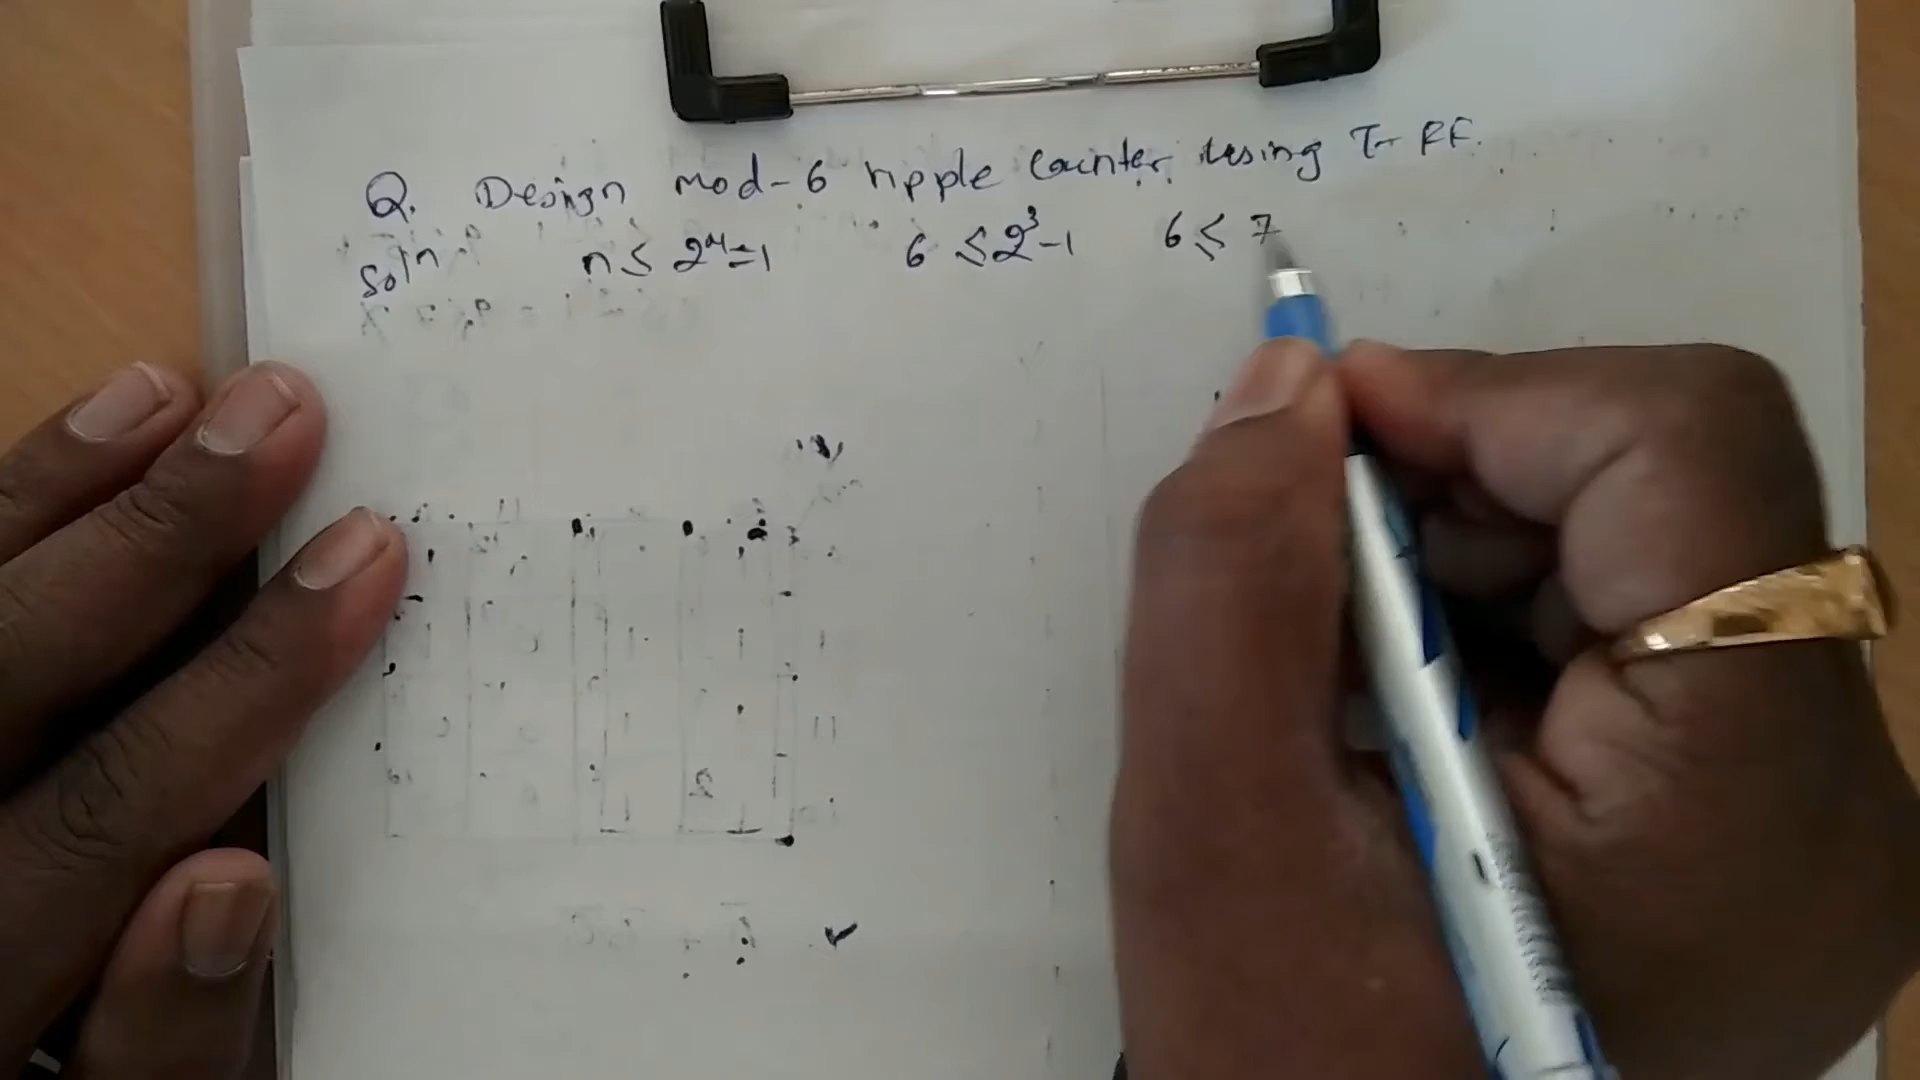 Q. Design mod-6 ripple counter using T-FF.
Soln n ≤ 2ⁿ-1 6 ≤ 2³-1 6 ≤ 7